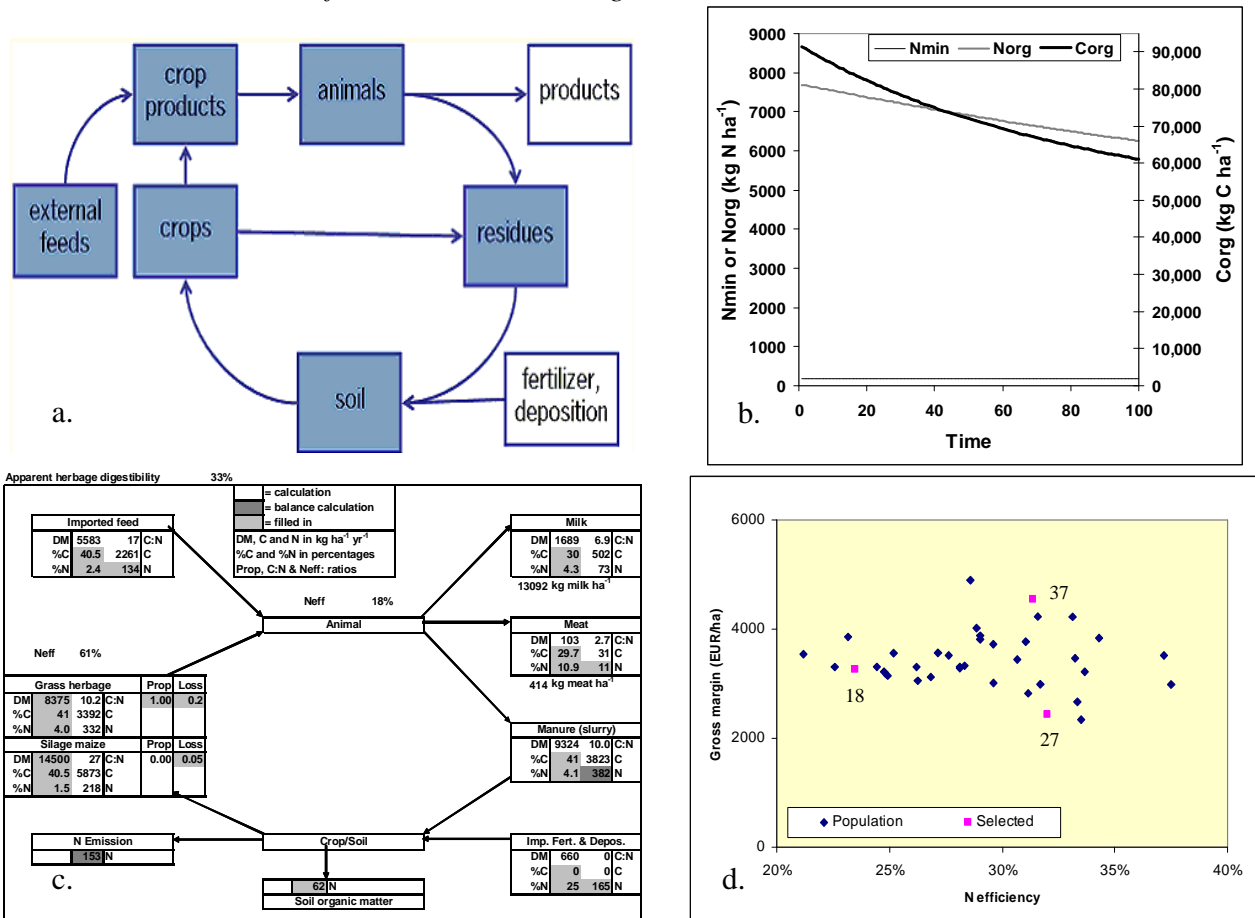 crop
products
animals
products
external
feeds
crops
residues
soil
fertilizer,
deposition
a.
Nmin Norg Corg
9000
8000
7000
6000
5000
4000
3000
2000
1000
0
90,000
80,000
70,000
60,000
50,000
40,000
30,000
20,000
10,000
0
Nmin or Norg (kg N ha-1)
Corg (kg C ha-1)
0 20 40 60 80 100
Time
b.
Apparent herbage digestibility 33%
= calculation
= balance calculation
= filled in
DM, C and N in kg ha-1 yr-1
%C and %N in percentages
Prop, C:N & Neff: ratios
Imported feed
DM 5583 17 C:N
%C 40.5 2261 C
%N 2.4 134 N
Milk
DM 1689 6.9 C:N
%C 30 502 C
%N 4.3 73 N
13092 kg milk ha-1
Neff 18%
Animal
Meat
DM 103 2.7 C:N
%C 29.7 31 C
%N 10.9 11 N
414 kg meat ha-1
Neff 61%
Grass herbage Prop Loss
DM 8375 10.2 C:N 1.00 0.2
%C 41 3392 C
%N 4.0 332 N
Silage maize Prop Loss
DM 14500 27 C:N 0.00 0.05
%C 40.5 5873 C
%N 1.5 218 N
Manure (slurry)
DM 9324 10.0 C:N
%C 41 3823 C
%N 4.1 382 N
N Emission
153 N
Crop/Soil
62 N
Soil organic matter
Imp. Fert. & Depos.
DM 660 0 C:N
%C 0 0 C
%N 25 165 N
c.
6000
4000
2000
0
Gross margin (EUR/ha)
37
18
27
Population Selected
20% 25% 30% 35% 40%
N efficiency
d.